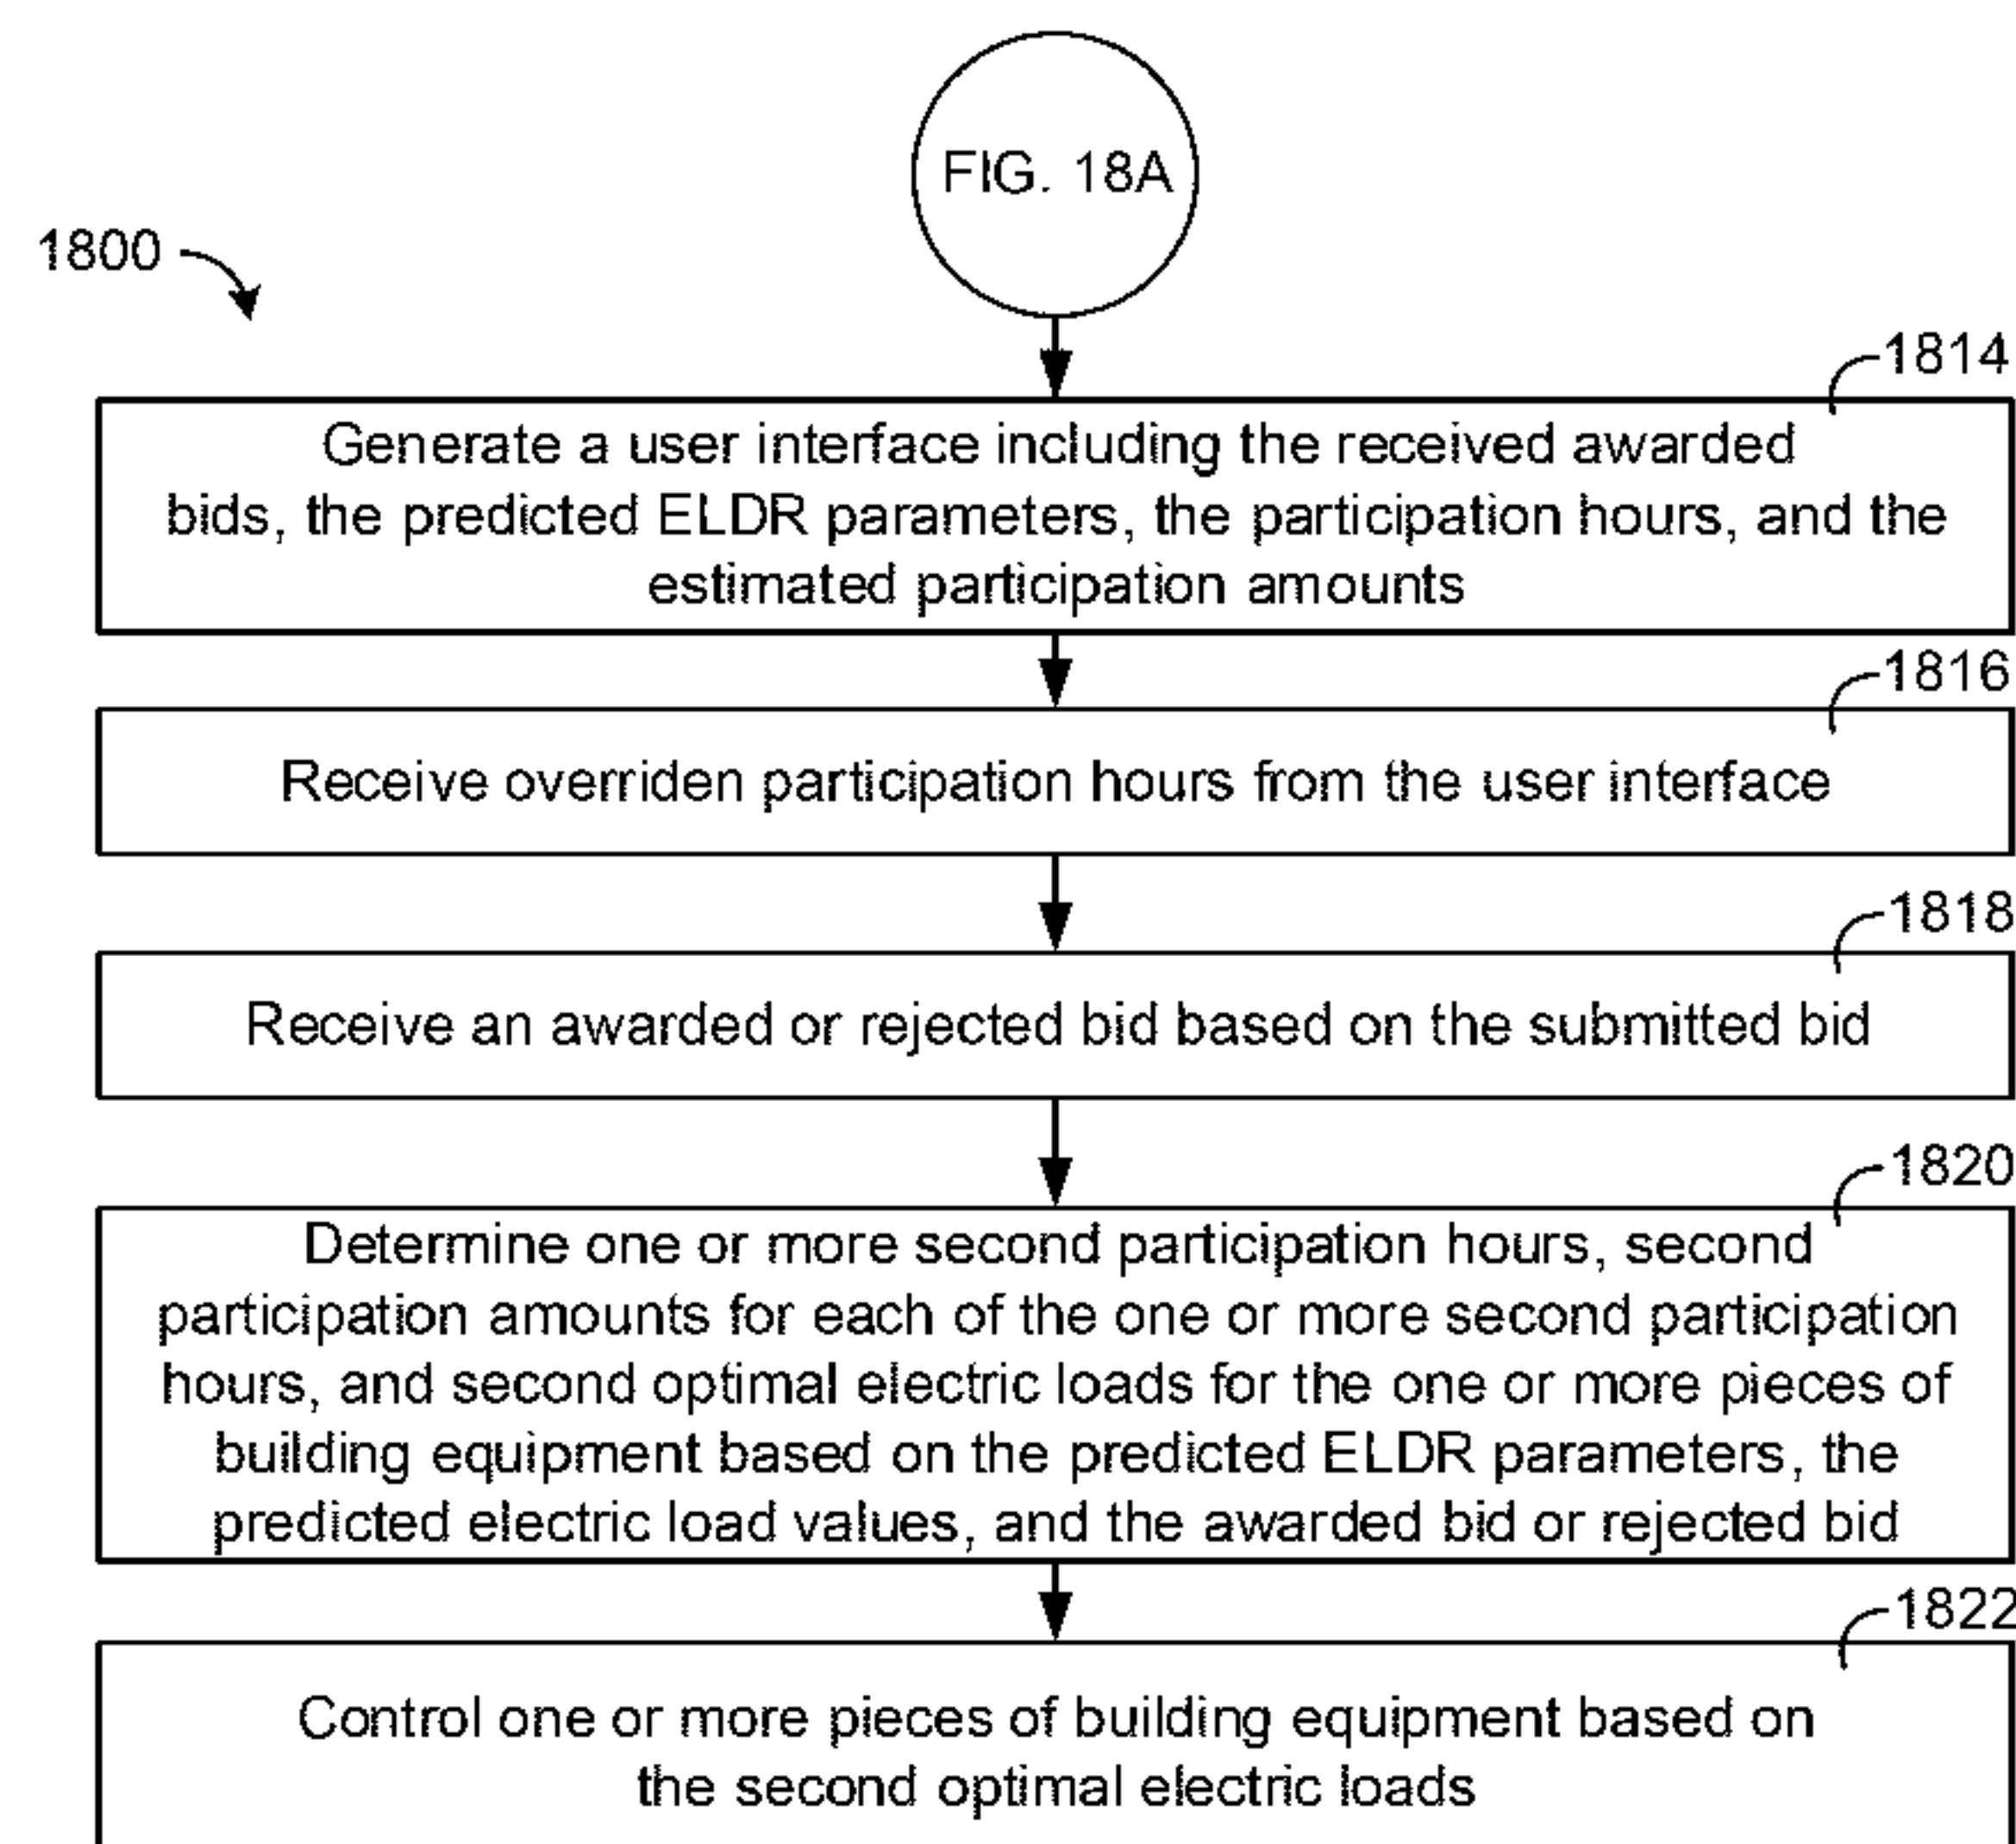 FIG. 18A
1800
1814
Generate a user interface including the received awarded
bids, the predicted ELDR parameters, the participation hours, and the
estimated participation amounts
1816
Receive overriden participation hours from the user interface
1818
Receive an awarded or rejected bid based on the submitted bid
1820
Determine one or more second participation hours, second
participation amounts for each of the one or more second participation
hours, and second optimal electric loads for the one or more pieces of
building equipment based on the predicted ELDR parameters, the
predicted electric load values, and the awarded bid or rejected bid
1822
Control one or more pieces of building equipment based on
the second optimal electric loads